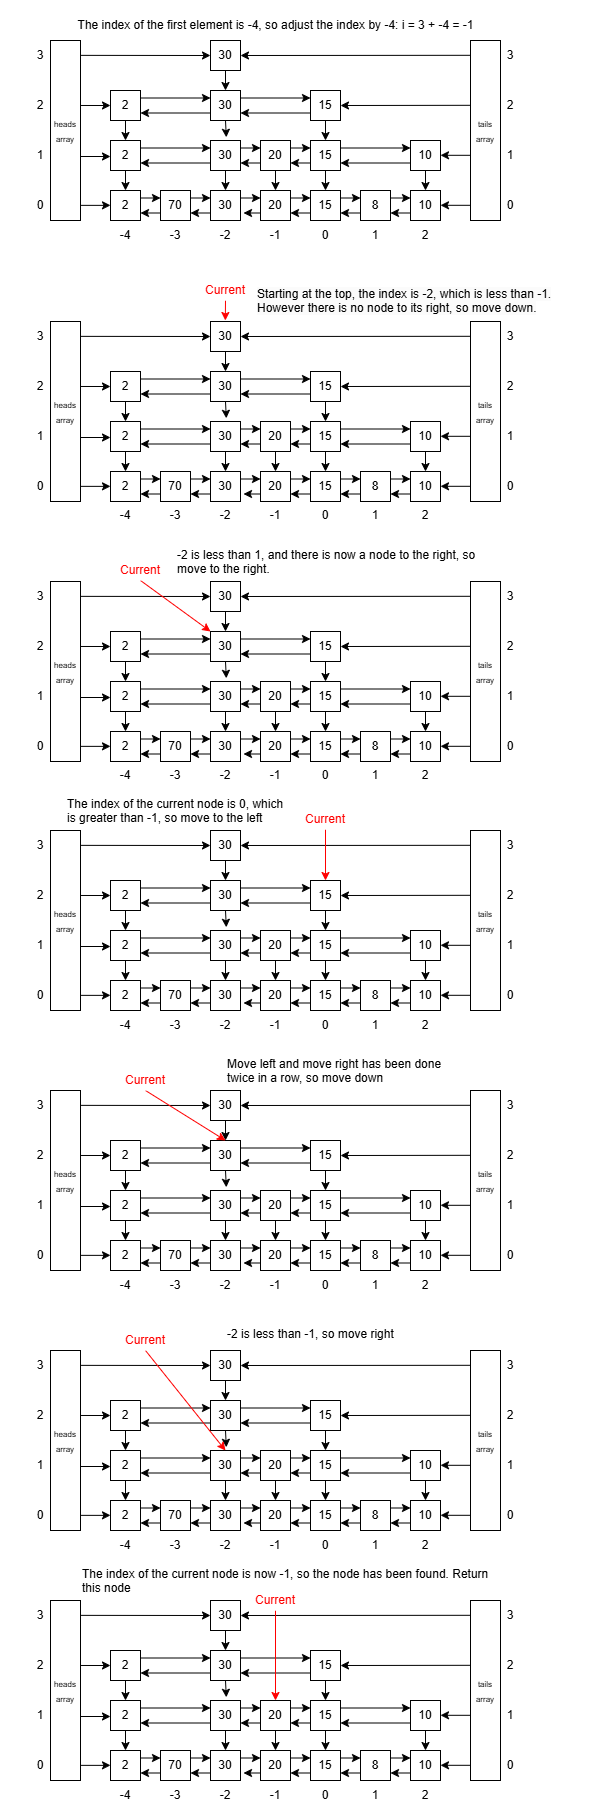 The index of the first element is -4, so adjust the index by -4: i = 3 + -4 = -1
3 30 3
2 2 30 15 2
heads array tails array
1 2 30 20 15 10 1
0 2 70 30 20 15 8 10 0
-4 -3 -2 -1 0 1 2
Current
Starting at the top, the index is -2, which is less than -1.
However there is no node to its right, so move down.
3 30 3
2 2 30 15 2
heads array tails array
1 2 30 20 15 10 1
0 2 70 30 20 15 8 10 0
-4 -3 -2 -1 0 1 2
-2 is less than 1, and there is now a node to the right, so
move to the right.
Current
3 30 3
2 2 30 15 2
heads array tails array
1 2 30 20 15 10 1
0 2 70 30 20 15 8 10 0
-4 -3 -2 -1 0 1 2
The index of the current node is 0, which
is greater than -1, so move to the left
Current
3 30 3
2 2 30 15 2
heads array tails array
1 2 30 20 15 10 1
0 2 70 30 20 15 8 10 0
-4 -3 -2 -1 0 1 2
Move left and move right has been done
twice in a row, so move down
Current
3 30 3
2 2 30 15 2
heads array tails array
1 2 30 20 15 10 1
0 2 70 30 20 15 8 10 0
-4 -3 -2 -1 0 1 2
-2 is less than -1, so move right
Current
3 30 3
2 2 30 15 2
heads array tails array
1 2 30 20 15 10 1
0 2 70 30 20 15 8 10 0
-4 -3 -2 -1 0 1 2
The index of the current node is now -1, so the node has been found. Return
this node
Current
3 30 3
2 2 30 15 2
heads array tails array
1 2 30 20 15 10 1
0 2 70 30 20 15 8 10 0
-4 -3 -2 -1 0 1 2